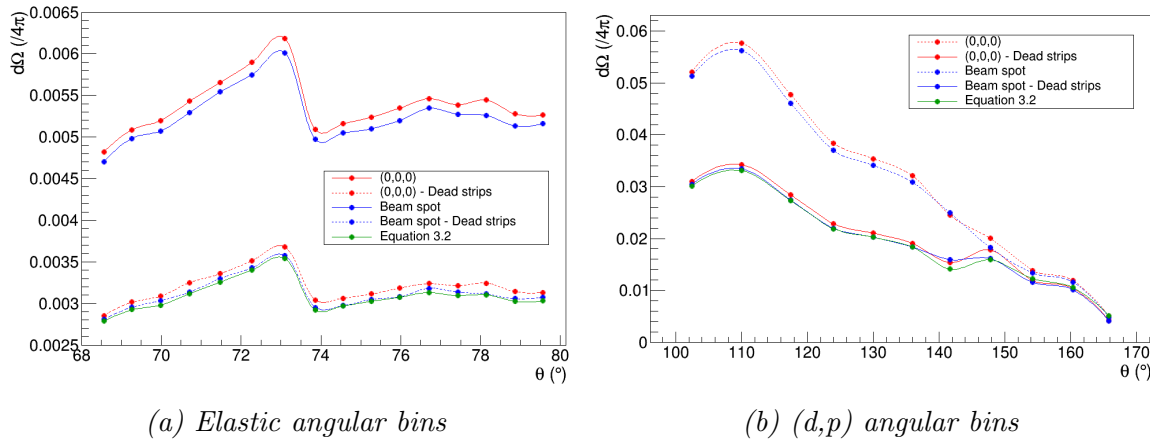 0.0065
0.006
0.0055
0.005
0.0045
0.004
0.0035
0.003
0.0025
dΩ (/4π)
68 70 72 74 76 78 80
θ (°)
(0,0,0)
(0,0,0) - Dead strips
Beam spot
Beam spot - Dead strips
Equation 3.2
(a) Elastic angular bins
0.06
0.05
0.04
0.03
0.02
0.01
0
dΩ (/4π)
100 110 120 130 140 150 160 170
θ (°)
(0,0,0)
(0,0,0) - Dead strips
Beam spot
Beam spot - Dead strips
Equation 3.2
(b) (d,p) angular bins